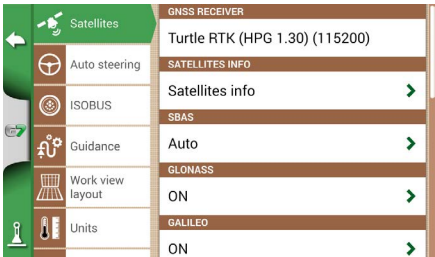 Satellites
Auto steering
ISOBUS
Guidance
Work view
layout
Units
GNSS RECEIVER
Turtle RTK (HPG 1.30) (115200)
SATELLITES INFO
Satellites info
SBAS
Auto
GLONASS
ON
GALILEO
ON